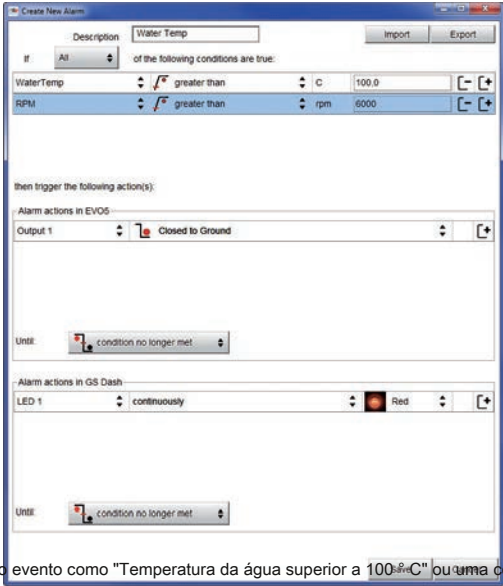 Create New Alarm
Description Water Temp Import Export
If All of the following conditions are true:
WaterTemp greater than C 100.0
RPM greater than rpm 6000
then trigger the following action(s):
Alarm actions in EVO5
Output 1 Closed to Ground
Until: condition no longer met
Alarm actions in GS Dash
LED 1 continuously Red
Until: condition no longer met
Save
o evento como "Temperatura da água superior a 100 ° C" ou uma